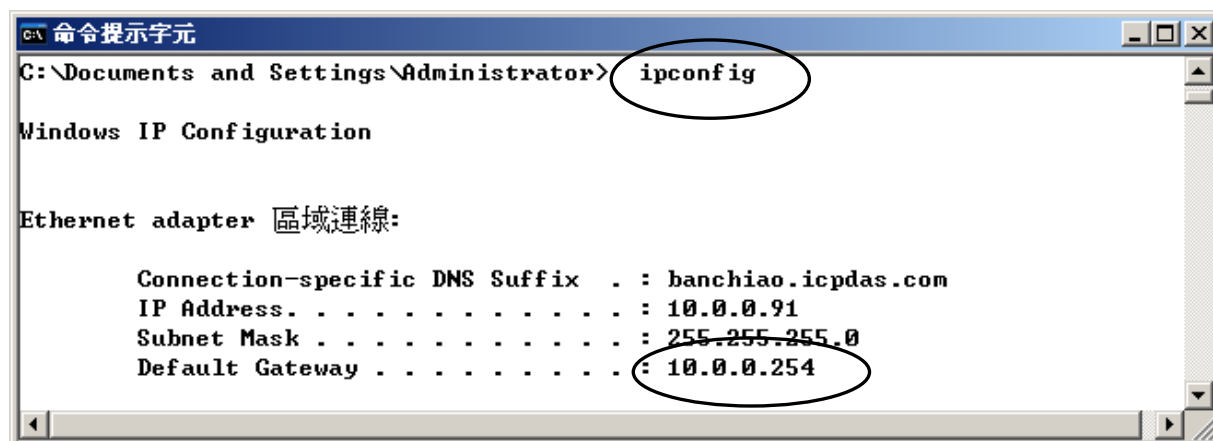 命令提示字元
C:\Documents and Settings\Administrator> ipconfig
Windows IP Configuration
Ethernet adapter 區域連線:
Connection-specific DNS Suffix . : banchiao.icpdas.com
IP Address. . . . . . . . . . . . : 10.0.0.91
Subnet Mask . . . . . . . . . . . : 255.255.255.0
Default Gateway . . . . . . . . . : 10.0.0.254